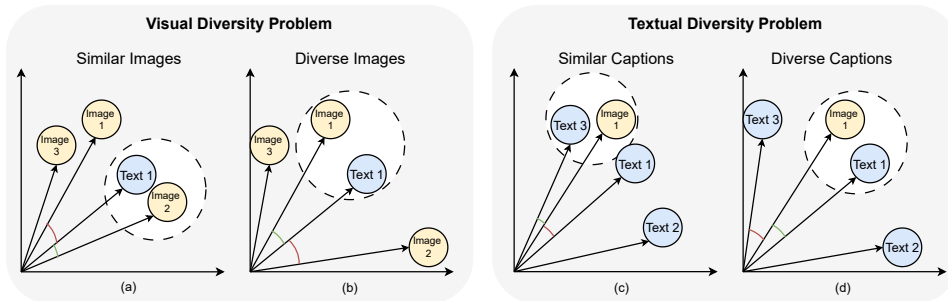 Visual Diversity Problem
Similar Images
Diverse Images
Image
1
Image
3
Text 1
Image
2
(a)
Image
1
Image
3
Text 1
Image
2
(b)
Textual Diversity Problem
Similar Captions
Diverse Captions
Text 3
Image
1
Text 1
Text 2
(c)
Text 3
Image
1
Text 1
Text 2
(d)